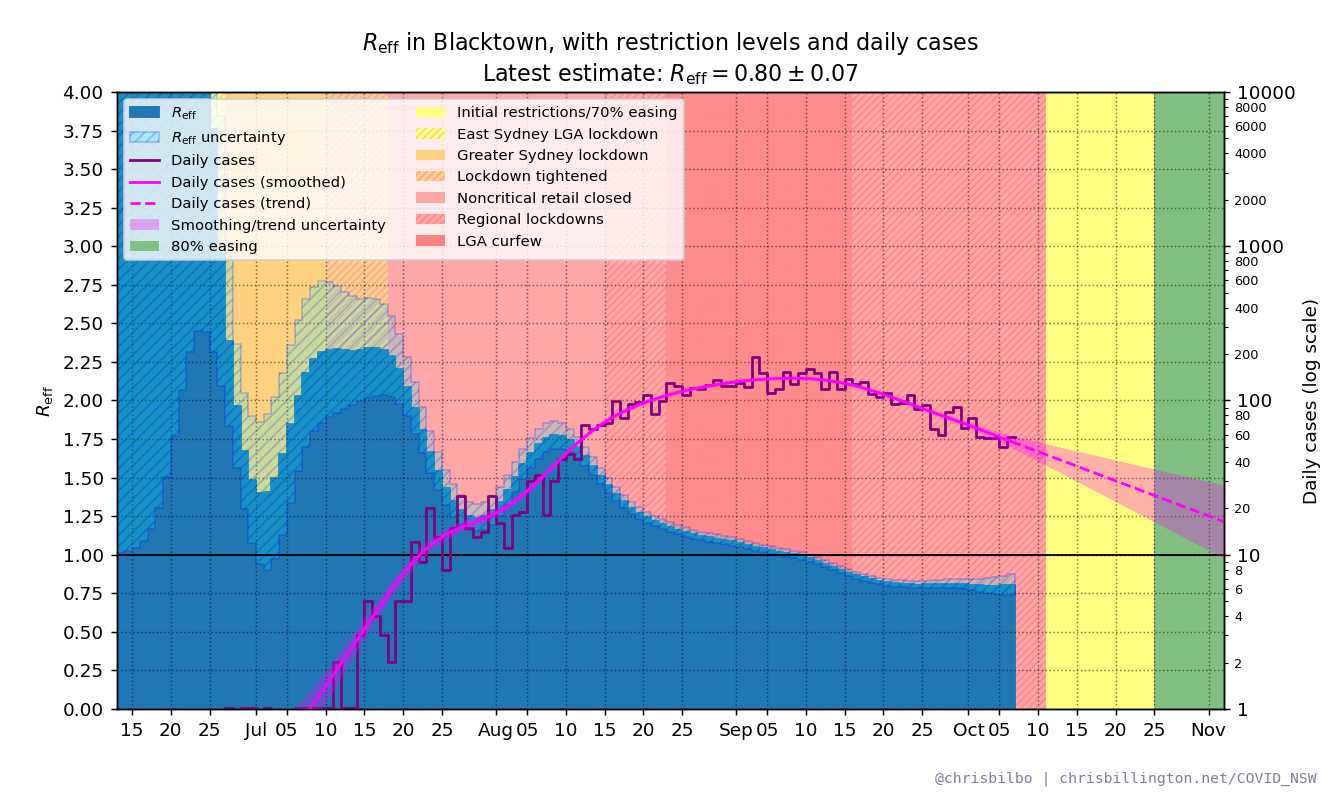 Reff in Blacktown, with restriction levels and daily cases
Latest estimate: Reff = 0.80 ± 0.07
Reff
Reff uncertainty
Daily cases
Daily cases (smoothed)
Daily cases (trend)
Smoothing/trend uncertainty
80% easing
Initial restrictions/70% easing
East Sydney LGA lockdown
Greater Sydney lockdown
Lockdown tightened
Noncritical retail closed
Regional lockdowns
LGA curfew
Reff
4.00
3.75
3.50
3.25
3.00
2.75
2.50
2.25
2.00
1.75
1.50
1.25
1.00
0.75
0.50
0.25
0.00
15 20 25 Jul 05 10 15 20 25 Aug 05 10 15 20 25 Sep 05 10 15 20 25 Oct 05 10 15 20 25 Nov
10000
8000
6000
4000
2000
1000
800
600
400
200
100
80
60
40
20
10
8
6
4
2
1
Daily cases (log scale)
@chrisbilbo | chrisbillington.net/COVID_NSW